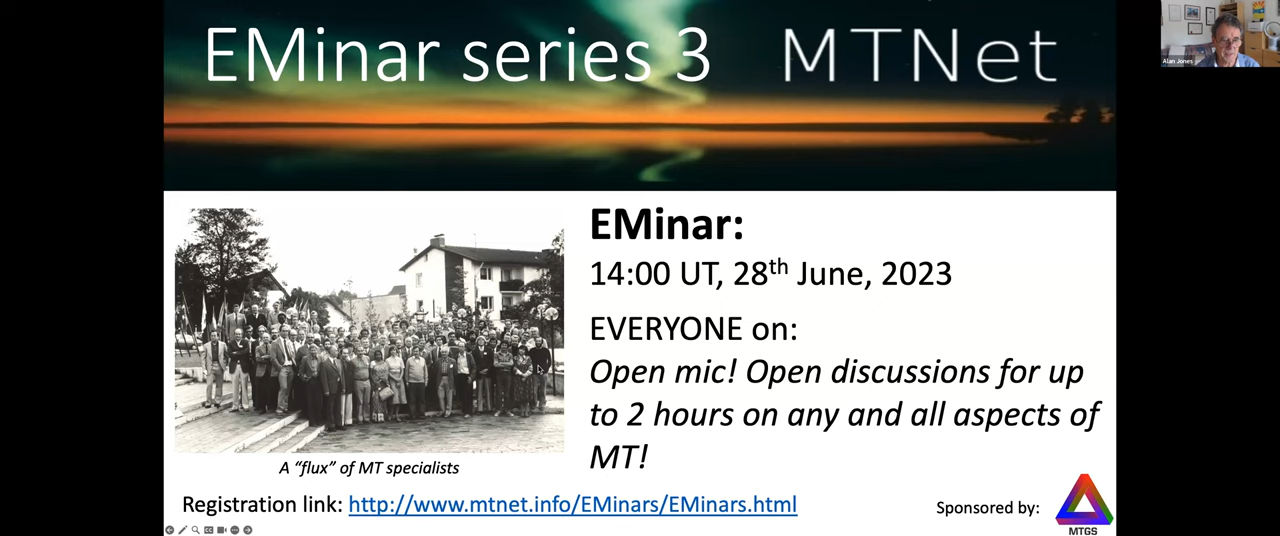 EMinar series 3 MTNet
Alan Jones
EMinar:
14:00 UT, 28th June, 2023
EVERYONE on:
Open mic! Open discussions for up
to 2 hours on any and all aspects of
MT!
A “flux” of MT specialists
Registration link: http://www.mtnet.info/EMinars/EMinars.html
Sponsored by:
MTGS